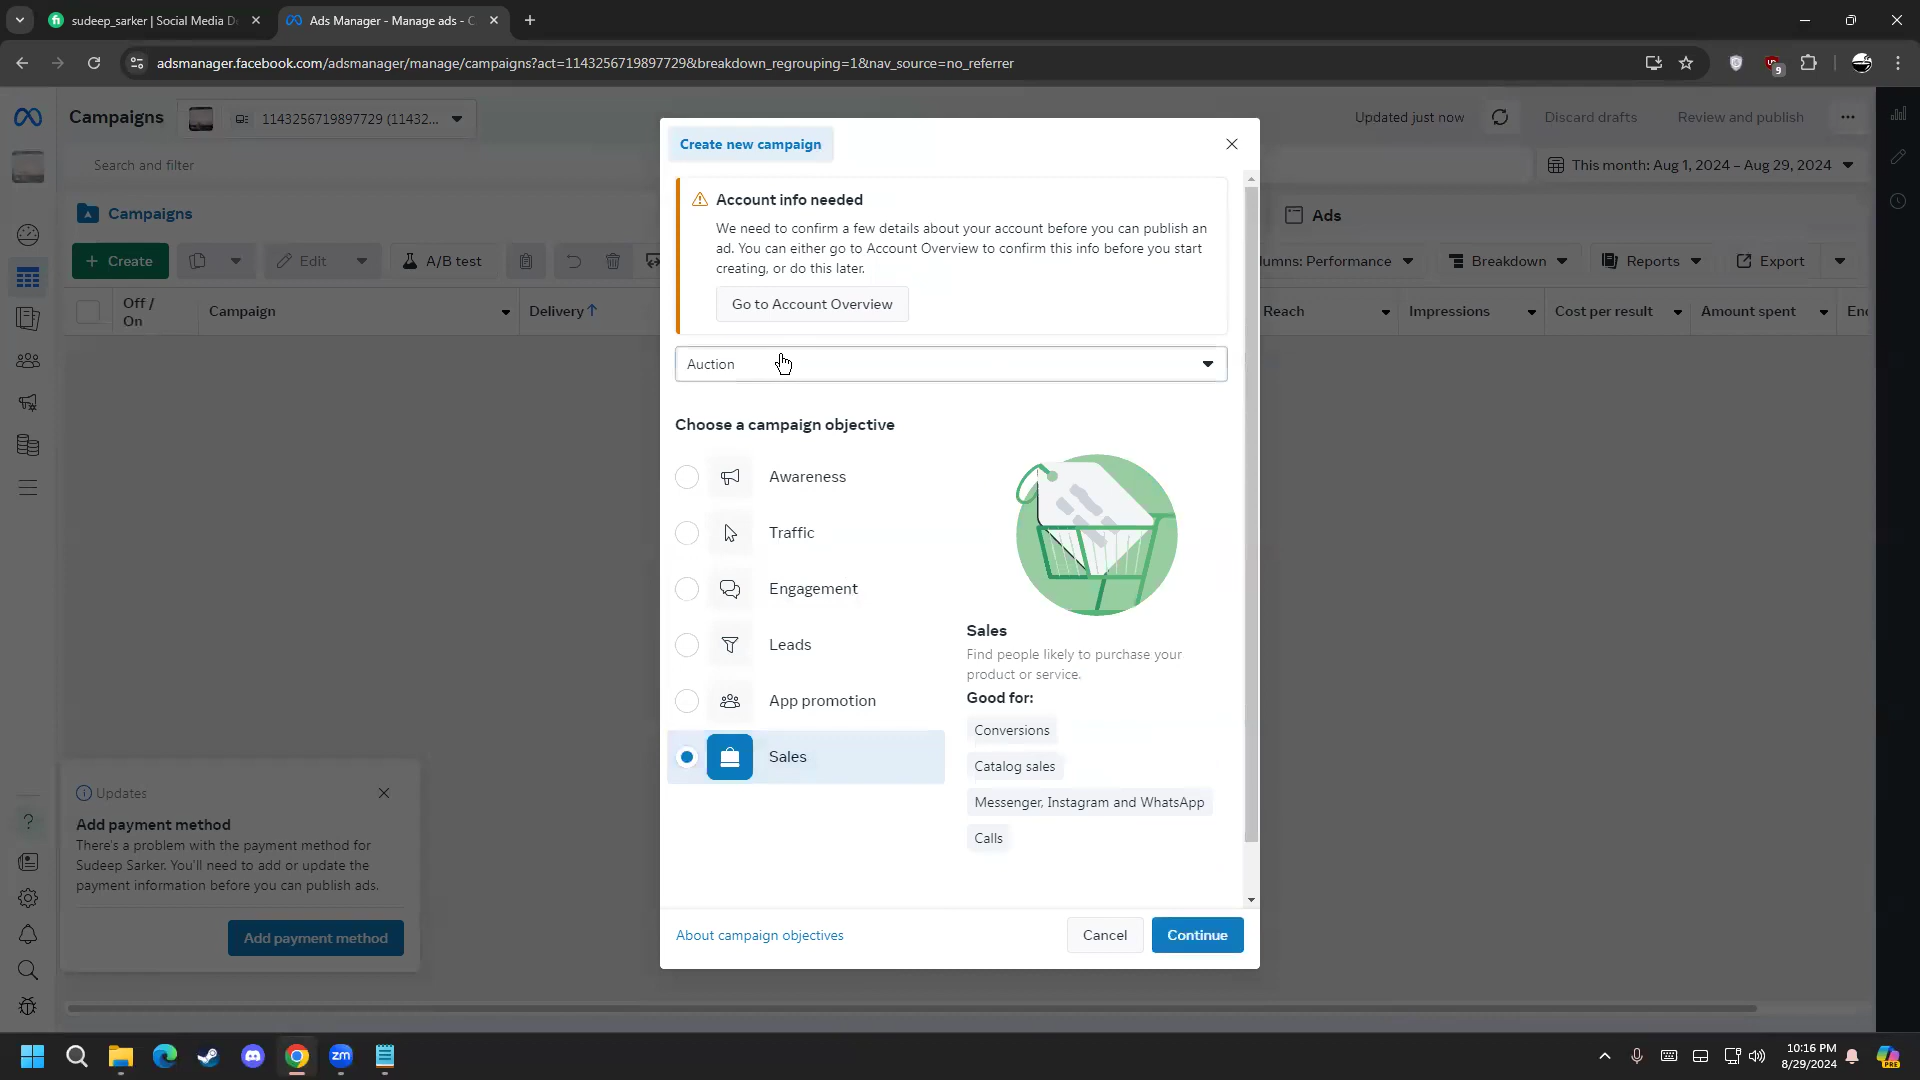 sudeep_sarker | Social Media D
Ads Manager - Manage ads - C
adsmanager.facebook.com/adsmanager/manage/campaigns?act=1143256719897729&breakdown_regrouping=1&nav_source=no_referrer
9
Campaigns
1143256719897729 (11432...
Updated just now
Discard drafts
Review and publish
Search and filter
This month: Aug 1, 2024 – Aug 29, 2024
Campaigns
Ads
+ Create
Edit
A/B test
lumns: Performance
Breakdown
Reports
Export
Off /
On
Campaign
Delivery
Reach
Impressions
Cost per result
Amount spent
Create new campaign
Account info needed
We need to confirm a few details about your account before you can publish an
ad. You can either go to Account Overview to confirm this info before you start
creating, or do this later.
Go to Account Overview
Auction
Choose a campaign objective
Awareness
Traffic
Engagement
Leads
App promotion
Sales
Sales
Find people likely to purchase your
product or service.
Good for:
Conversions
Catalog sales
Messenger, Instagram and WhatsApp
Calls
About campaign objectives
Cancel
Continue
Updates
Add payment method
There's a problem with the payment method for
Sudeep Sarker. You'll need to add or update the
payment information before you can publish ads.
Add payment method
zm
10:16 PM
8/29/2024
PRE